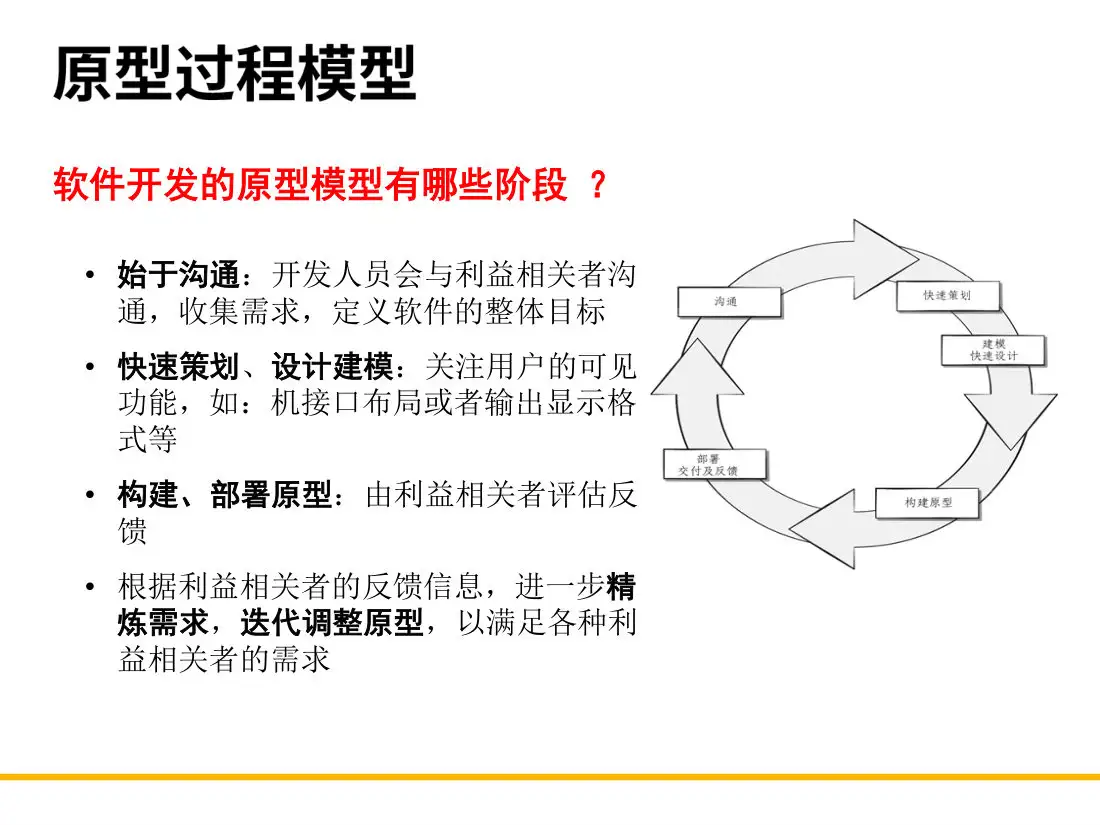 原型过程模型
软件开发的原型模型有哪些阶段 ？
• 始于沟通：开发人员会与利益相关者沟
通，收集需求，定义软件的整体目标
• 快速策划、设计建模：关注用户的可见
功能，如：机接口布局或者输出显示格
式等
• 构建、部署原型：由利益相关者评估反
馈
• 根据利益相关者的反馈信息，进一步精
炼需求，迭代调整原型，以满足各种利
益相关者的需求
沟通
快速策划
建模
快速设计
部署
交付及反馈
构建原型